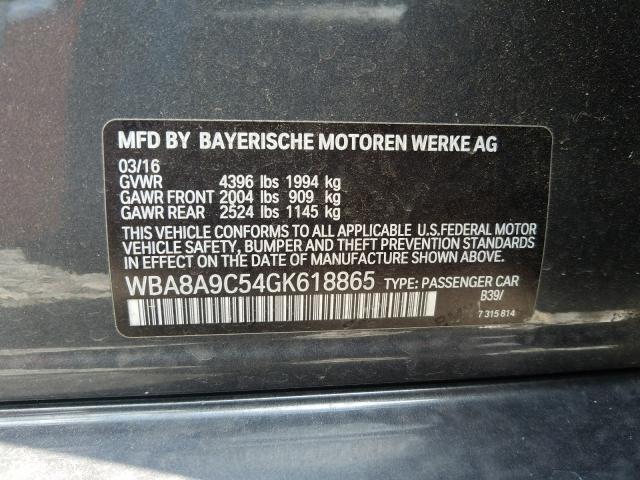 MFD BY BAYERISCHE MOTOREN WERKE AG
03/16
GVWR 4396 lbs 1994 kg
GAWR FRONT 2004 lbs 909 kg
GAWR REAR 2524 lbs 1145 kg
THIS VEHICLE CONFORMS TO ALL APPLICABLE U.S.FEDERAL MOTOR
VEHICLE SAFETY, BUMPER AND THEFT PREVENTION STANDARDS
IN EFFECT ON THE DATE OF MANUFACTURE SHOWN ABOVE.
WBA8A9C54GK618865 TYPE: PASSENGER CAR
B39/
7 315 814